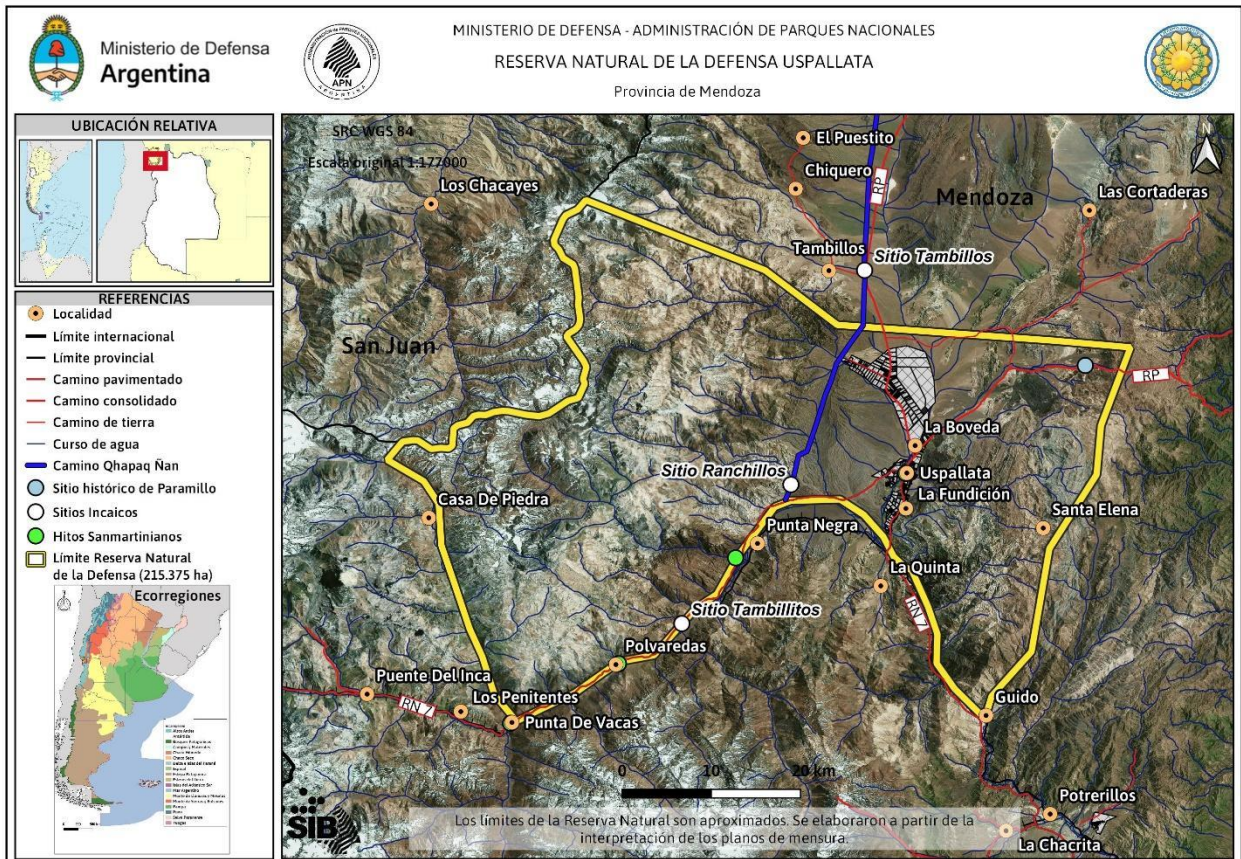 Ministerio de Defensa
Argentina
ADMINISTRACIÓN de PARQUES NACIONALES
APN
ARGENTINA
MINISTERIO DE DEFENSA - ADMINISTRACIÓN DE PARQUES NACIONALES
RESERVA NATURAL DE LA DEFENSA USPALLATA
Provincia de Mendoza
UBICACIÓN RELATIVA
REFERENCIAS
Localidad
Límite internacional
Límite provincial
Camino pavimentado
Camino consolidado
Camino de tierra
Curso de agua
Camino Qhapaq Ñan
Sitio histórico de Paramillo
Sitios Incaicos
Hitos Sanmartinianos
Límite Reserva Natural
de la Defensa (215.375 ha)
Ecorregiones
SRC WGS 84
Escala original 1:177000
El Puestito
Chiquero
RP
Los Chacayes
Mendoza
Las Cortaderas
Tambillos
Sitio Tambillos
San Juan
RP
La Boveda
Sitio Ranchillos
Uspallata
La Fundición
Casa De Piedra
Santa Elena
Punta Negra
La Quinta
RN 7
Sitio Tambillitos
Polvaredas
Puente Del Inca
Los Penitentes
RN 7
Punta De Vacas
Guido
0 10 20 km
Potrerillos
La Chacrita
SIB
Los límites de la Reserva Natural son aproximados. Se elaboraron a partir de la
interpretación de los planos de mensura.